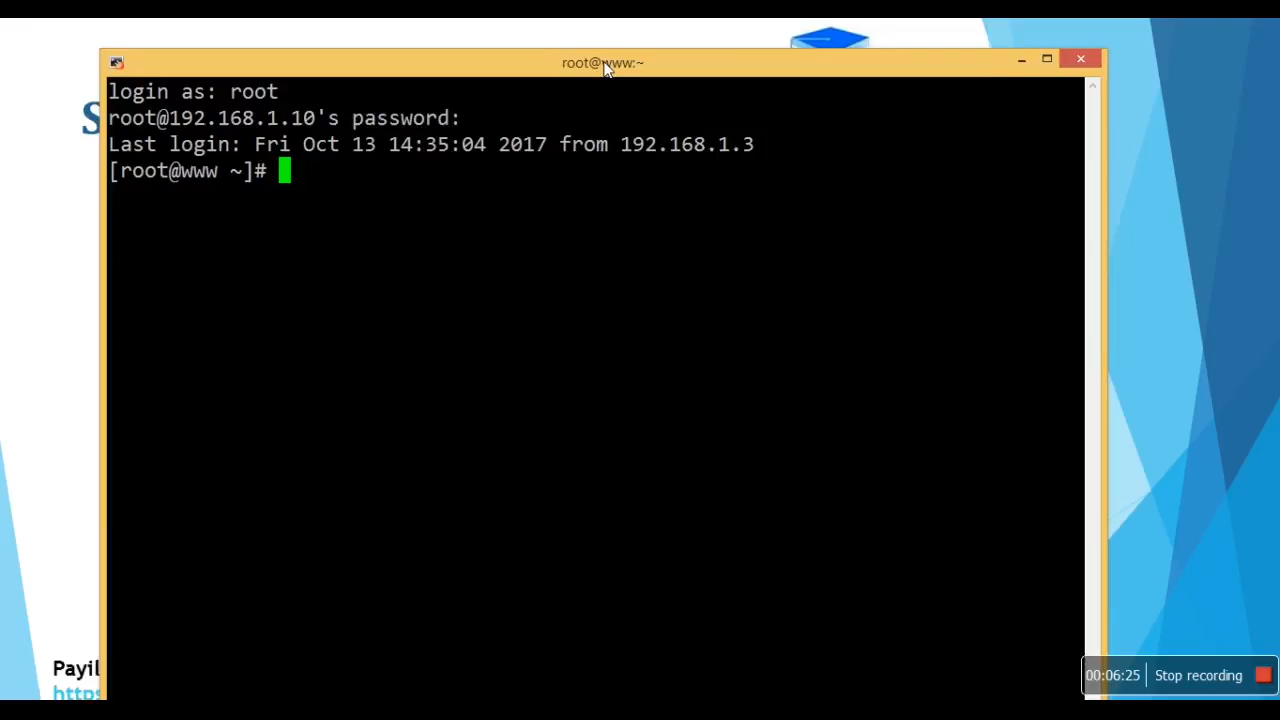 S
root@www:~
login as: root
root@192.168.1.10's password:
Last login: Fri Oct 13 14:35:04 2017 from 192.168.1.3
[root@www ~]#
Payil
https
00:06:25
Stop recording